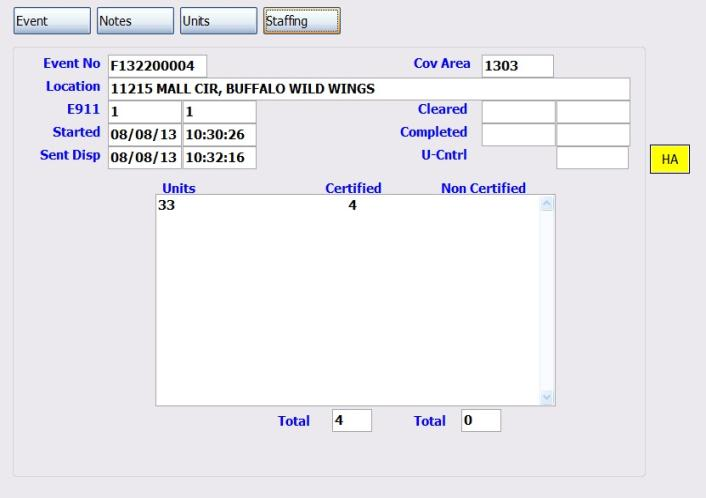 Event Notes Units Staffing
Event No F132200004 Cov Area 1303
Location 11215 MALL CIR, BUFFALO WILD WINGS
E911 1 1 Cleared
Started 08/08/13 10:30:26 Completed
Sent Disp 08/08/13 10:32:16 U-Cntrl
HA
Units Certified Non Certified
33 4
Total 4 Total 0